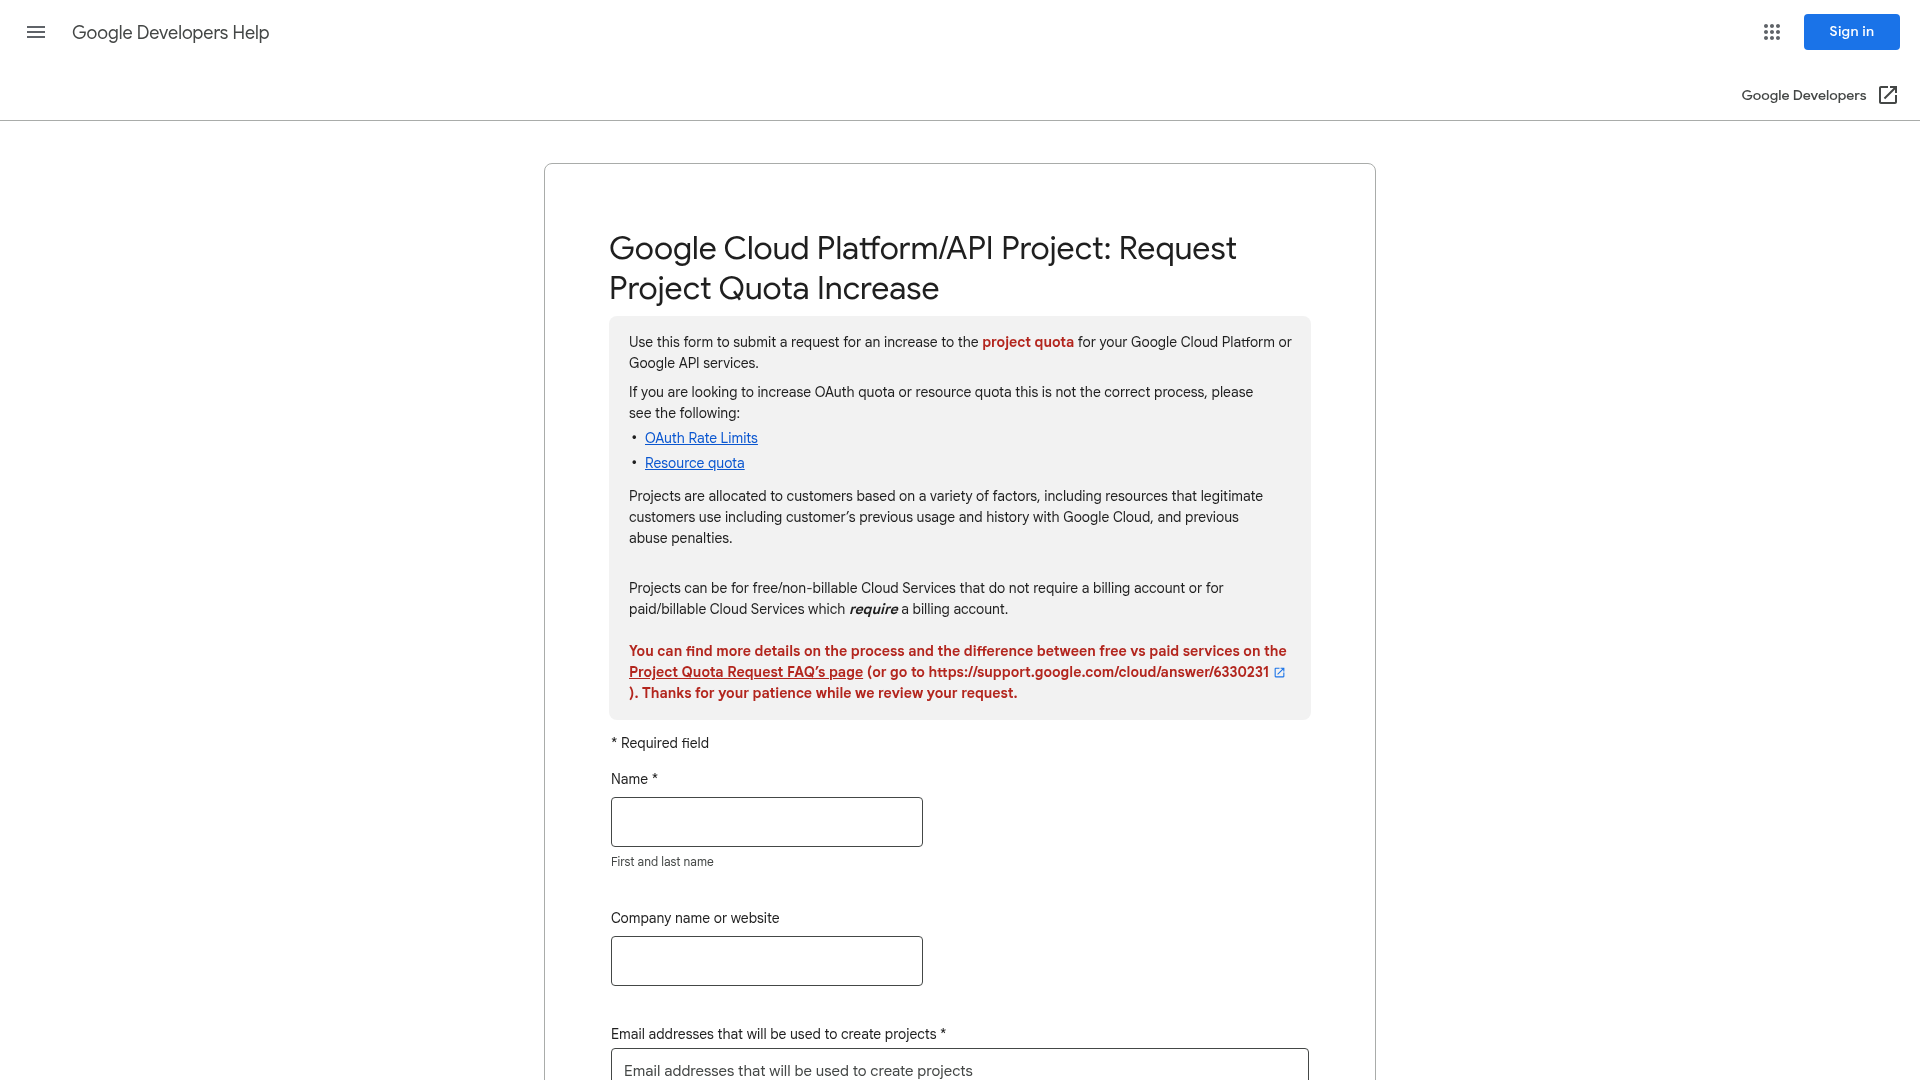 Google Developers Help
Sign in
Google Developers
Google Cloud Platform/API Project: Request
Project Quota Increase
Use this form to submit a request for an increase to the project quota for your Google Cloud Platform or
Google API services.
If you are looking to increase OAuth quota or resource quota this is not the correct process, please
see the following:
• OAuth Rate Limits
• Resource quota
Projects are allocated to customers based on a variety of factors, including resources that legitimate
customers use including customer’s previous usage and history with Google Cloud, and previous
abuse penalties.
Projects can be for free/non-billable Cloud Services that do not require a billing account or for
paid/billable Cloud Services which require a billing account.
You can find more details on the process and the difference between free vs paid services on the
Project Quota Request FAQ’s page (or go to https://support.google.com/cloud/answer/6330231
). Thanks for your patience while we review your request.
* Required field
Name *
First and last name
Company name or website
Email addresses that will be used to create projects *
Email addresses that will be used to create projects